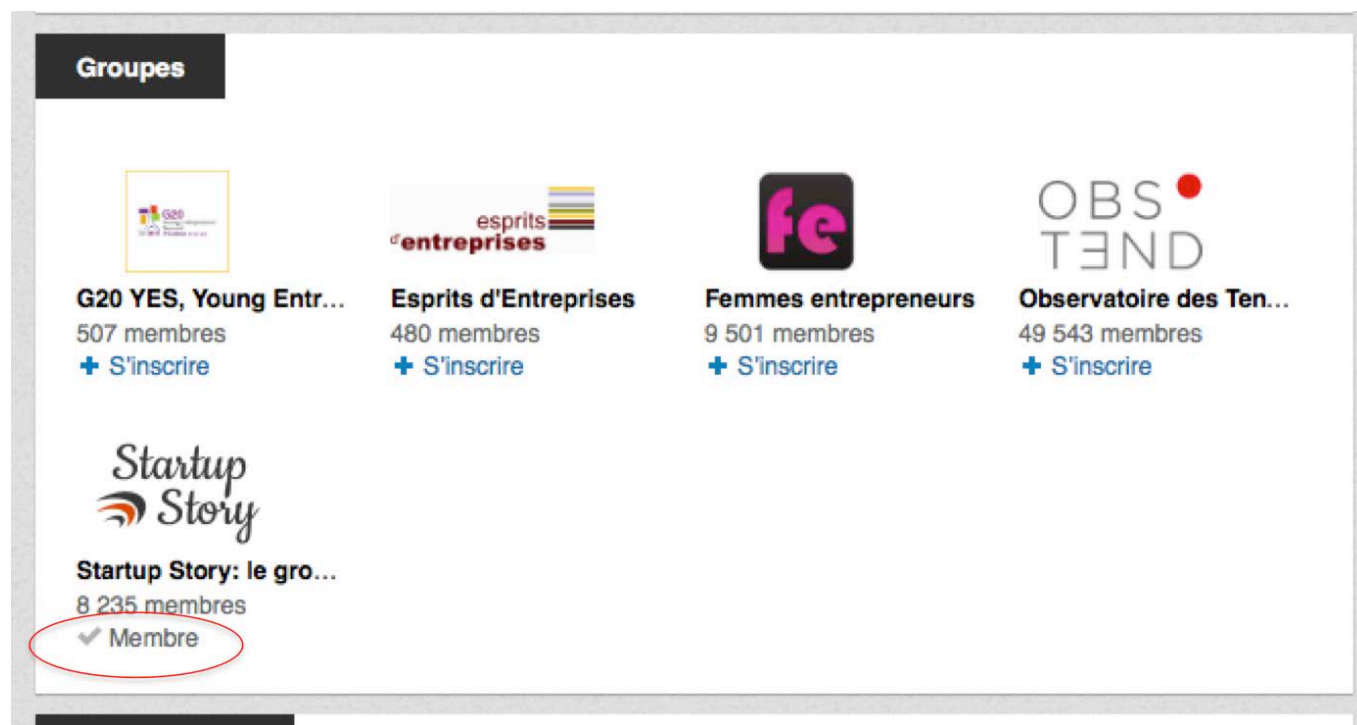 Groupes
G20
esprits
d'entreprises
fe
OBS
TƎND
G20 YES, Young Entr...
Esprits d'Entreprises
Femmes entrepreneurs
Observatoire des Ten...
507 membres
480 membres
9 501 membres
49 543 membres
+ S'inscrire
+ S'inscrire
+ S'inscrire
+ S'inscrire
Startup
Story
Startup Story: le gro...
8 235 membres
Membre